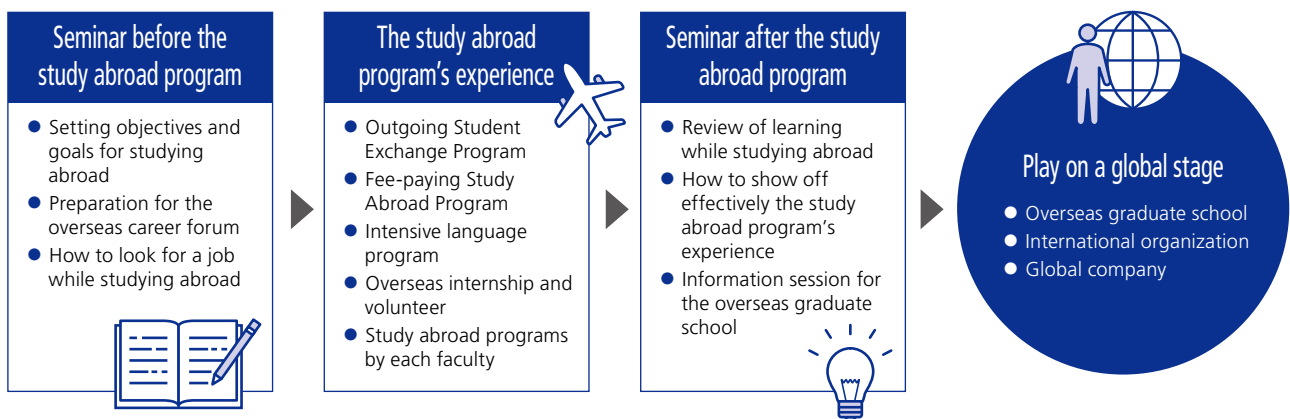 Seminar before the
study abroad program
● Setting objectives and
goals for studying
abroad
● Preparation for the
overseas career forum
● How to look for a job
while studying abroad
The study abroad
program's experience
● Outgoing Student
Exchange Program
● Fee-paying Study
Abroad Program
● Intensive language
program
● Overseas internship and
volunteer
● Study abroad programs
by each faculty
Seminar after the study
abroad program
● Review of learning
while studying abroad
● How to show off
effectively the study
abroad program's
experience
● Information session for
the overseas graduate
school
Play on a global stage
● Overseas graduate school
● International organization
● Global company